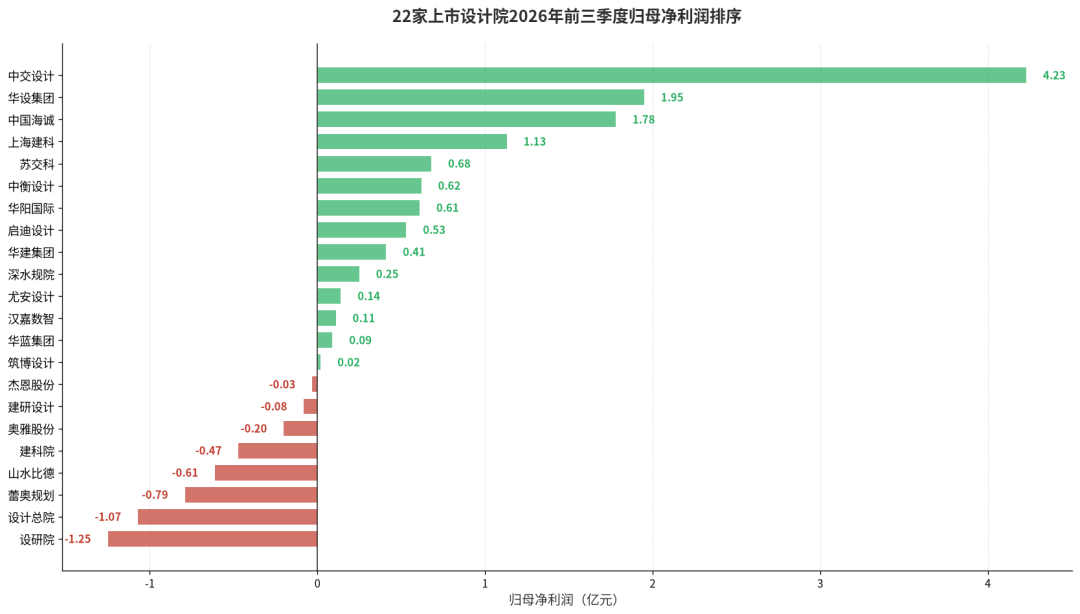 22家上市设计院2026年前三季度归母净利润排序
中交设计 4.23
华设集团 1.95
中国海诚 1.78
上海建科 1.13
苏交科 0.68
中衡设计 0.62
华阳国际 0.61
启迪设计 0.53
华建集团 0.41
深水规院 0.25
尤安设计 0.14
汉嘉数智 0.11
华蓝集团 0.09
筑博设计 0.02
杰恩股份 -0.03
建研设计 -0.08
奥雅股份 -0.20
建科院 -0.47
山水比德 -0.61
蕾奥规划 -0.79
设计总院 -1.07
设研院 -1.25
-1 0 1 2 3 4
归母净利润（亿元）